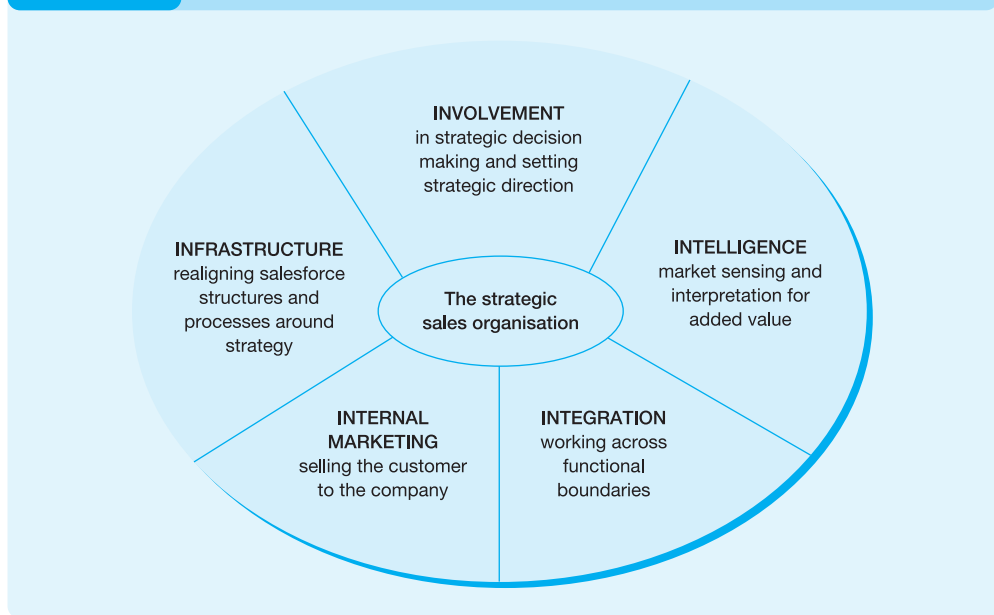 INVOLVEMENT
in strategic decision
making and setting
strategic direction
INTELLIGENCE
market sensing and
interpretation for
added value
INTEGRATION
working across
functional
boundaries
INTERNAL
MARKETING
selling the customer
to the company
INFRASTRUCTURE
realigning salesforce
structures and
processes around
strategy
The strategic
sales organisation